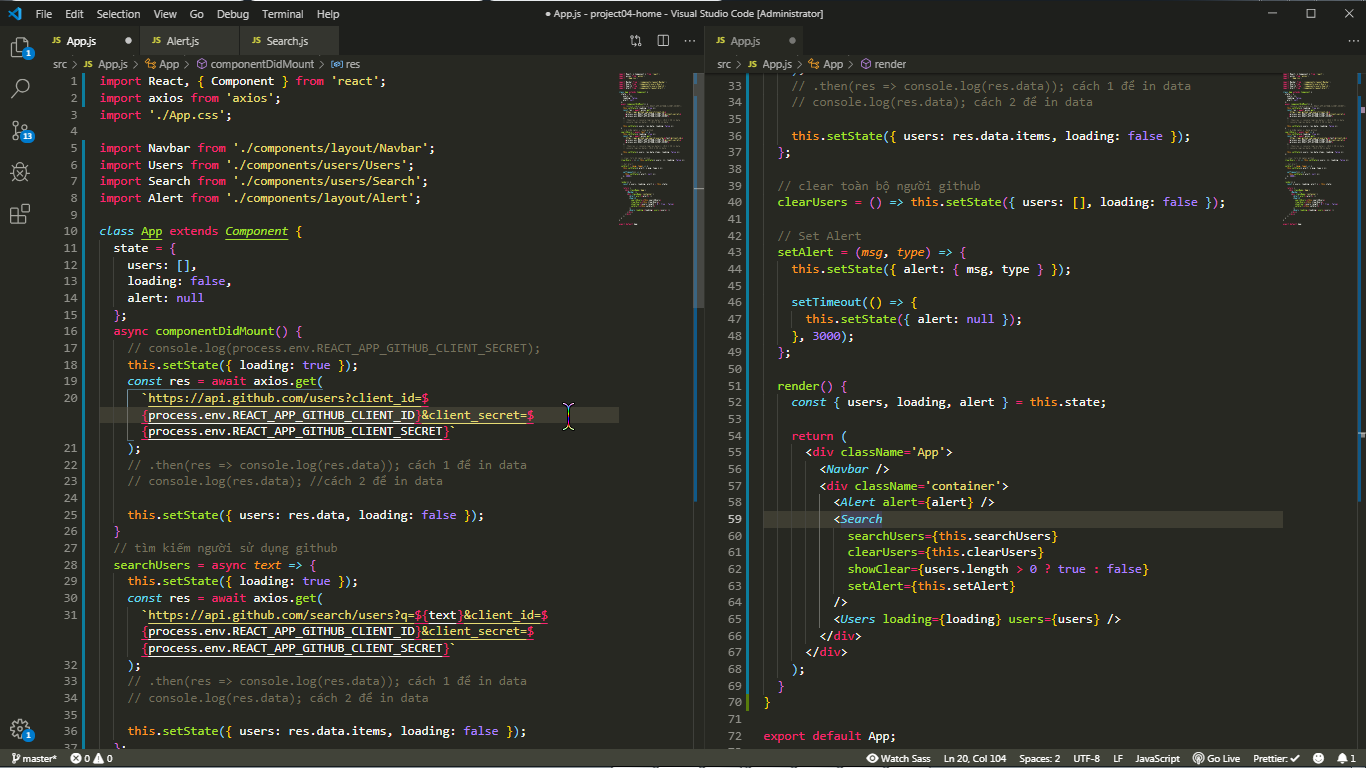 File Edit Selection View Go Debug Terminal Help
● App.js - project04-home - Visual Studio Code [Administrator]
JS App.js ●
JS Alert.js
JS Search.js
src > JS App.js > App > componentDidMount > res
1 import React, { Component } from 'react';
2 import axios from 'axios';
3 import './App.css';
4
5 import Navbar from './components/layout/Navbar';
6 import Users from './components/users/Users';
7 import Search from './components/users/Search';
8 import Alert from './components/layout/Alert';
9
10 class App extends Component {
11 state = {
12 users: [],
13 loading: false,
14 alert: null
15 };
16 async componentDidMount() {
17 // console.log(process.env.REACT_APP_GITHUB_CLIENT_SECRET);
18 this.setState({ loading: true });
19 const res = await axios.get(
20 `https://api.github.com/users?client_id=$
{process.env.REACT_APP_GITHUB_CLIENT_ID}&client_secret=$
{process.env.REACT_APP_GITHUB_CLIENT_SECRET}`
21 );
22 // .then(res => console.log(res.data)); cách 1 để in data
23 // console.log(res.data); //cách 2 để in data
24
25 this.setState({ users: res.data, loading: false });
26 }
27 // tìm kiếm người sử dụng github
28 searchUsers = async text => {
29 this.setState({ loading: true });
30 const res = await axios.get(
31 `https://api.github.com/search/users?q=${text}&client_id=$
{process.env.REACT_APP_GITHUB_CLIENT_ID}&client_secret=$
{process.env.REACT_APP_GITHUB_CLIENT_SECRET}`
32 );
33 // .then(res => console.log(res.data)); cách 1 để in data
34 // console.log(res.data); cách 2 để in data
35
36 this.setState({ users: res.data.items, loading: false });
37 };
JS App.js ●
src > JS App.js > App > render
33 // .then(res => console.log(res.data)); cách 1 để in data
34 // console.log(res.data); cách 2 để in data
35
36 this.setState({ users: res.data.items, loading: false });
37 };
38
39 // clear toàn bộ người github
40 clearUsers = () => this.setState({ users: [], loading: false });
41
42 // Set Alert
43 setAlert = (msg, type) => {
44 this.setState({ alert: { msg, type } });
45
46 setTimeout(() => {
47 this.setState({ alert: null });
48 }, 3000);
49 };
50
51 render() {
52 const { users, loading, alert } = this.state;
53
54 return (
55 <div className='App'>
56 <Navbar />
57 <div className='container'>
58 <Alert alert={alert} />
59 <Search
60 searchUsers={this.searchUsers}
61 clearUsers={this.clearUsers}
62 showClear={users.length > 0 ? true : false}
63 setAlert={this.setAlert}
64 />
65 <Users loading={loading} users={users} />
66 </div>
67 </div>
68 );
69 }
70 }
71
72 export default App;
1
13
1
master* 0 0 Watch Sass Ln 20, Col 104 Spaces: 2 UTF-8 LF JavaScript Go Live Prettier: ✓ 1